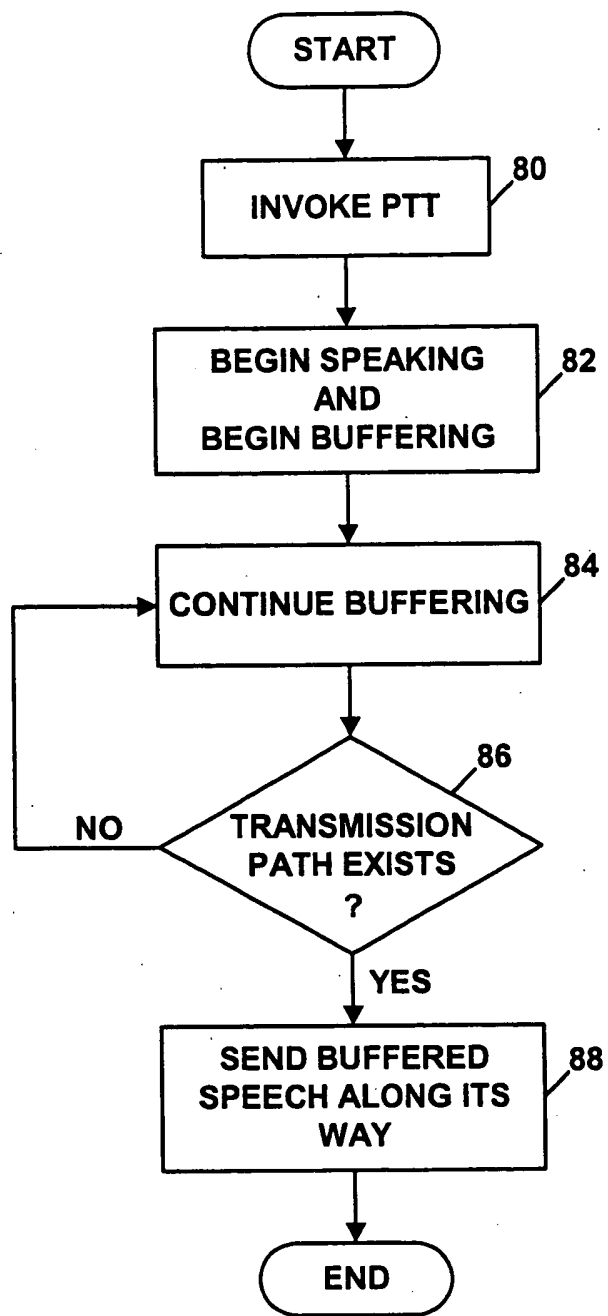 START
80
INVOKE PTT
BEGIN SPEAKING
AND
BEGIN BUFFERING
82
84
CONTINUE BUFFERING
86
NO
TRANSMISSION
PATH EXISTS
?
YES
SEND BUFFERED
SPEECH ALONG ITS
WAY
88
END